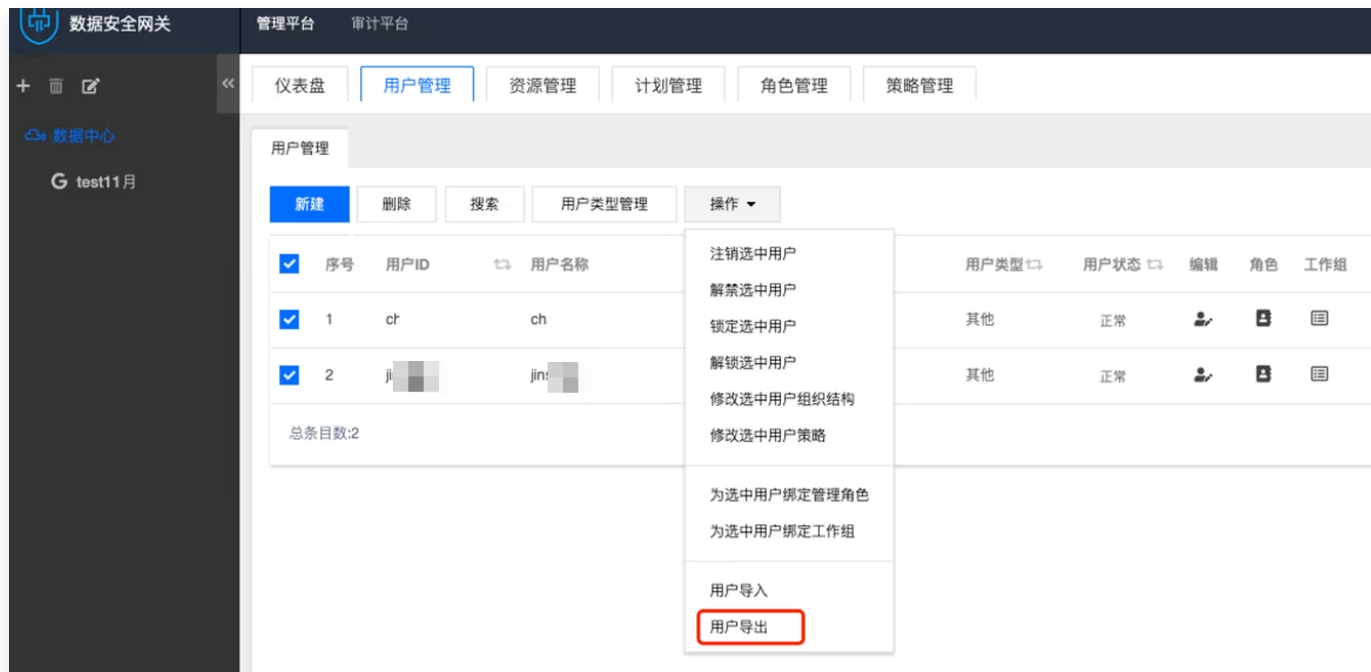 数据安全网关 管理平台 审计平台
仪表盘 用户管理 资源管理 计划管理 角色管理 策略管理
数据中心
用户管理
test11月
新建 删除 搜索 用户类型管理 操作
注销选中用户
序号 用户ID 用户名称 用户类型 用户状态 编辑 角色 工作组
解禁选中用户
1 ch ch 其他 正常
锁定选中用户
解锁选中用户
2 其他 正常
修改选中用户组织结构
总条目数:2
修改选中用户策略
为选中用户绑定管理角色
为选中用户绑定工作组
用户导入
用户导出